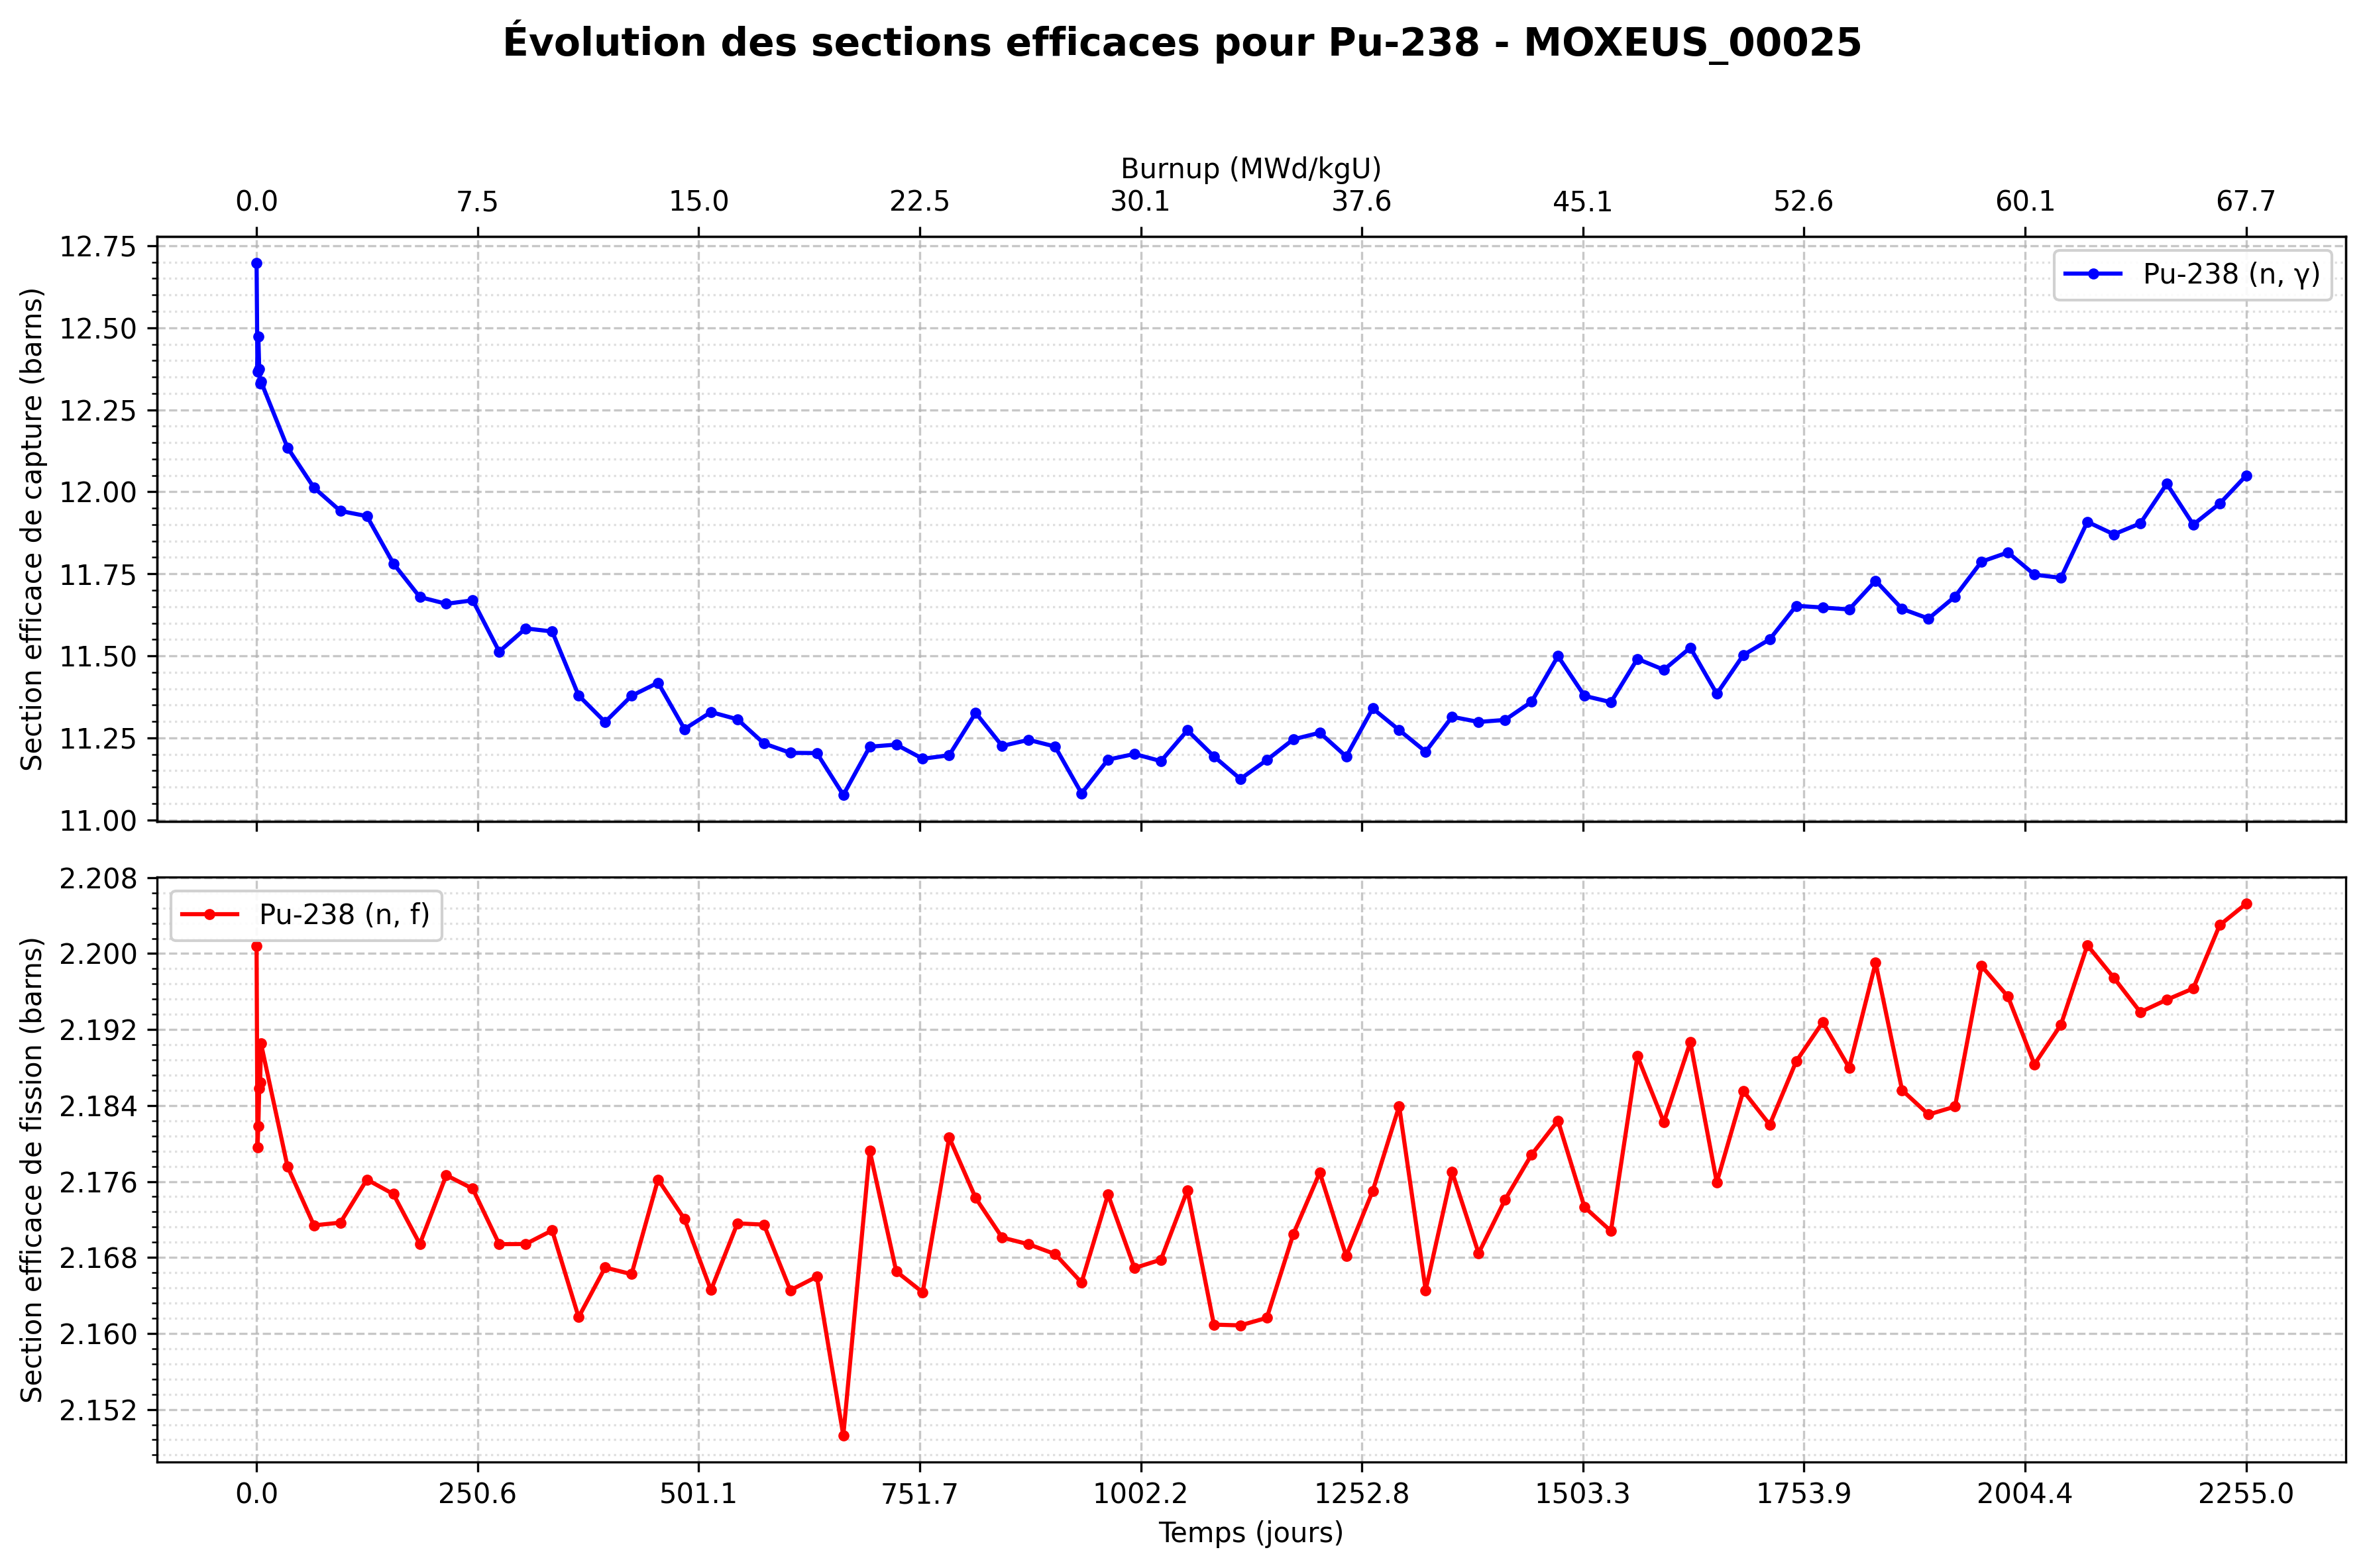 Évolution des sections efficaces pour Pu-238 - MOXEUS_00025
Burnup (MWd/kgU)
0.0 7.5 15.0 22.5 30.1 37.6 45.1 52.6 60.1 67.7
Section efficace de capture (barns)
12.75
12.50
12.25
12.00
11.75
11.50
11.25
11.00
Pu-238 (n, γ)
Section efficace de fission (barns)
2.208
2.200
2.192
2.184
2.176
2.168
2.160
2.152
Pu-238 (n, f)
0.0 250.6 501.1 751.7 1002.2 1252.8 1503.3 1753.9 2004.4 2255.0
Temps (jours)